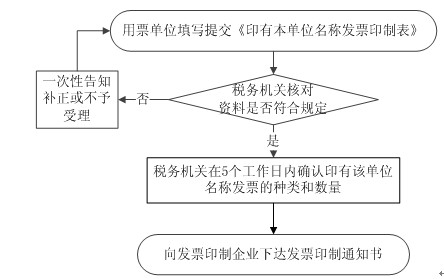 用票单位填写提交《印有本单位名称发票印制表》
一次性告知
补正或不予
受理
否
税务机关核对
资料是否符合规定
是
税务机关在5个工作日内确认印有该单位
名称发票的种类和数量
向发票印制企业下达发票印制通知书